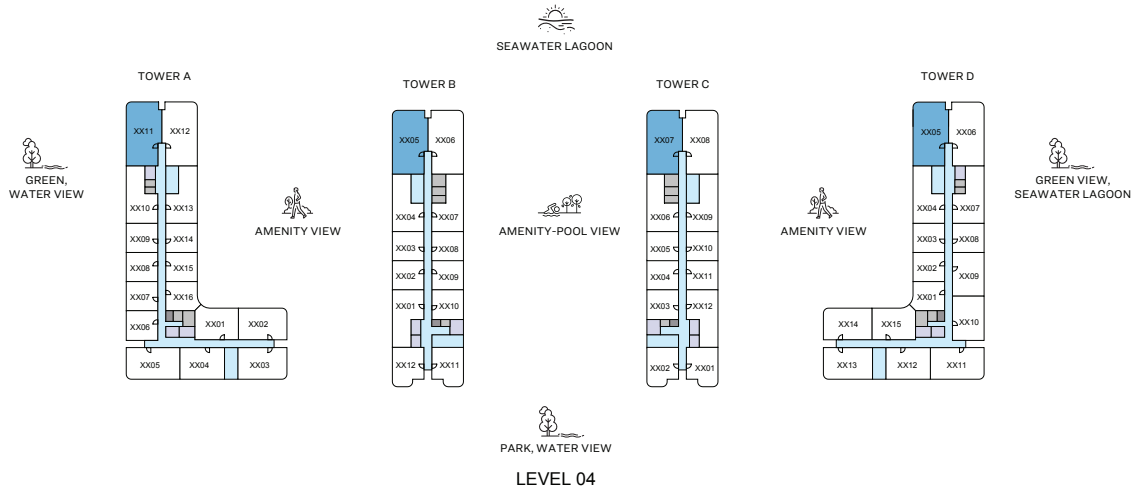 SEAWATER LAGOON
TOWER A
TOWER B
TOWER C
TOWER D
XX11
XX12
XX10
XX13
XX09
XX14
XX08
XX15
XX07
XX16
XX06
XX01
XX02
XX05
XX04
XX03
XX05
XX06
XX04
XX07
XX03
XX08
XX02
XX09
XX01
XX10
XX12
XX11
XX07
XX08
XX06
XX09
XX05
XX10
XX04
XX11
XX03
XX12
XX02
XX01
XX05
XX06
XX04
XX07
XX03
XX08
XX02
XX09
XX01
XX10
XX14
XX15
XX13
XX12
XX11
GREEN,
WATER VIEW
AMENITY VIEW
AMENITY-POOL VIEW
AMENITY VIEW
GREEN VIEW,
SEAWATER LAGOON
PARK, WATER VIEW
LEVEL 04